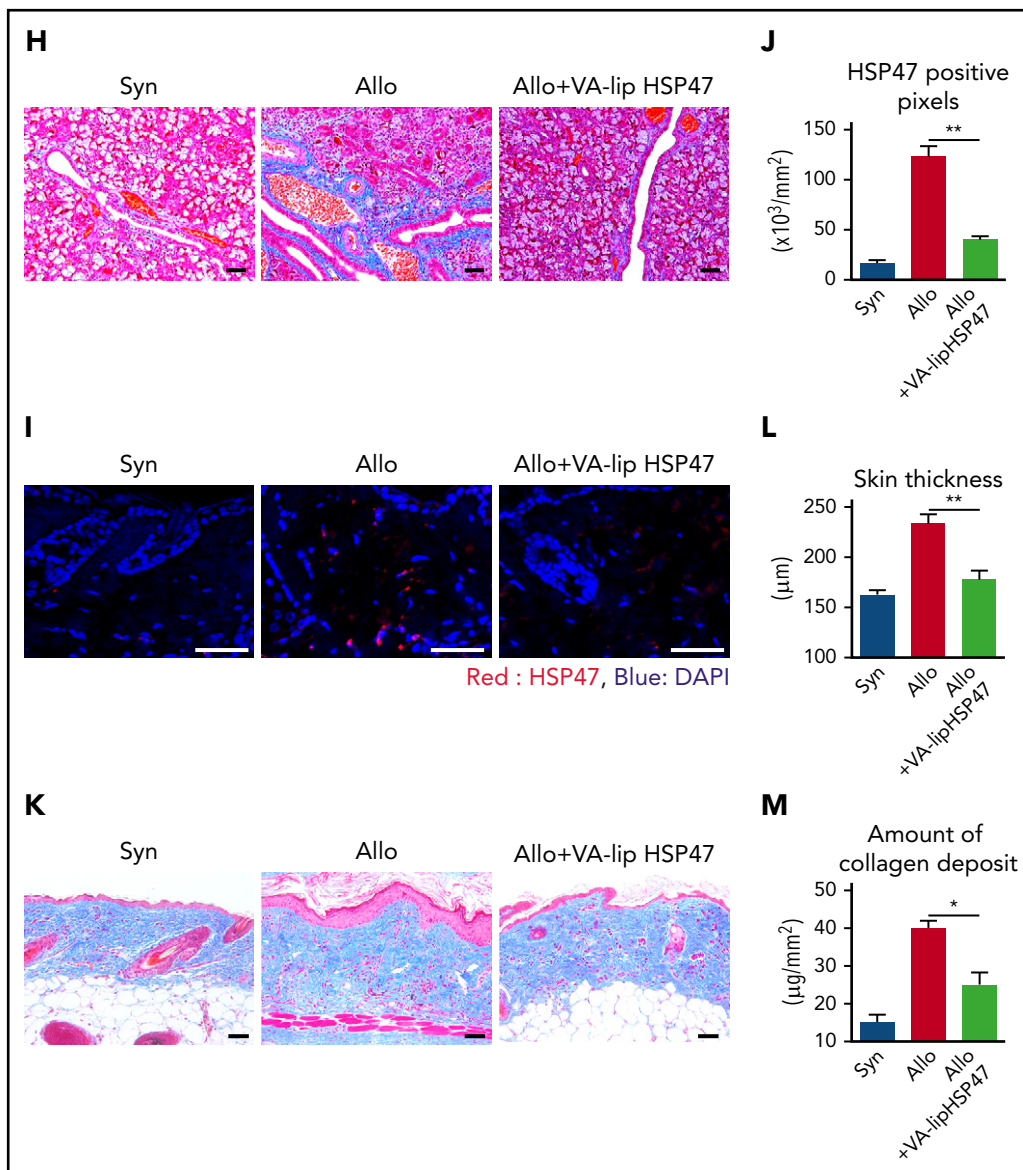 H
Syn
Allo
Allo+VA-lip HSP47
J
HSP47 positive
pixels
(x10³/mm²)
150
100
50
0
**
Syn
Allo
Allo
+VA-lipHSP47
I
Syn
Allo
Allo+VA-lip HSP47
Red : HSP47, Blue: DAPI
L
Skin thickness
(μm)
250
200
150
100
**
Syn
Allo
Allo
+VA-lipHSP47
K
Syn
Allo
Allo+VA-lip HSP47
M
Amount of
collagen deposit
(μg/mm²)
50
40
30
20
10
*
Syn
Allo
Allo
+VA-lipHSP47